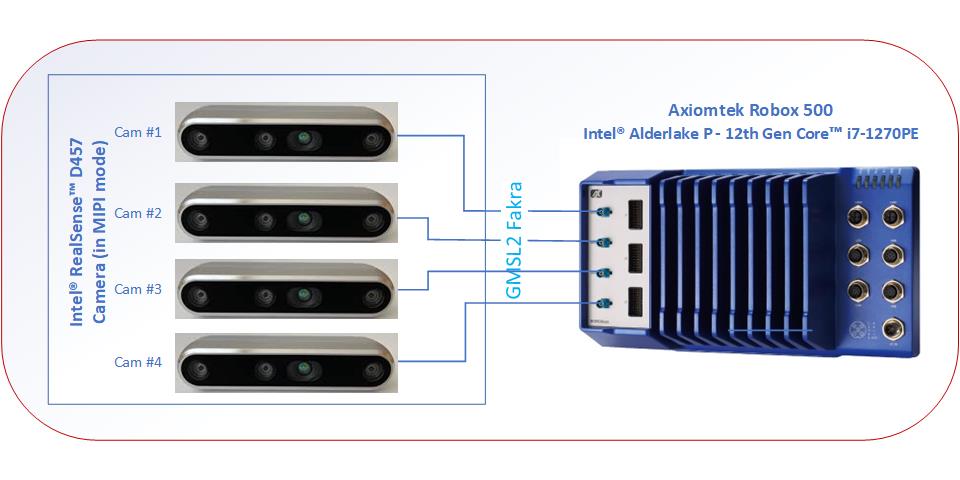 Axiomtek Robox 500
Intel® Alderlake P - 12th Gen Core™ i7-1270PE
Intel® RealSense™ D457
Camera (in MIPI mode)
Cam #1
Cam #2
Cam #3
Cam #4
GMSL2 Fakra